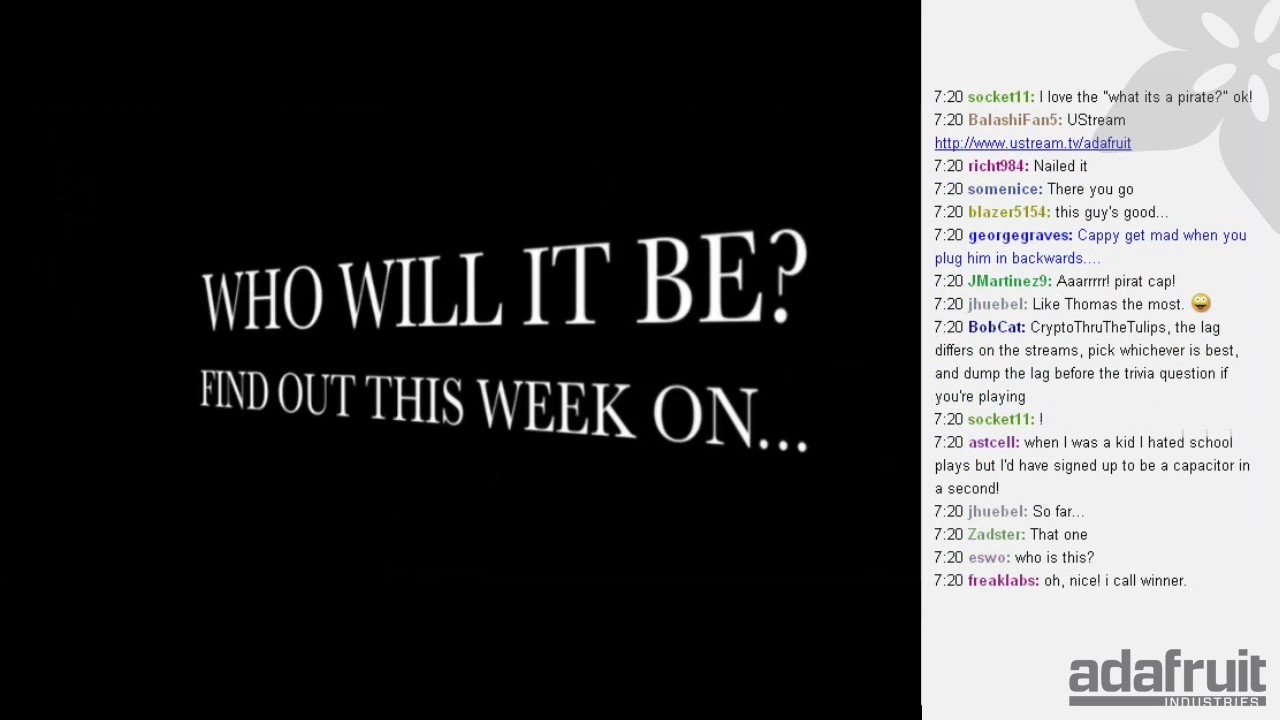 WHO WILL IT BE?
FIND OUT THIS WEEK ON...
7:20 socket11: I love the "what its a pirate?" ok!
7:20 BalashiFan5: UStream
http://www.ustream.tv/adafruit
7:20 richt984: Nailed it
7:20 somenice: There you go
7:20 blazer5154: this guy's good...
7:20 georgegraves: Cappy get mad when you
plug him in backwards....
7:20 JMartinez9: Aaarrrrr! pirat cap!
7:20 jhuebel: Like Thomas the most.
7:20 BobCat: CryptoThruTheTulips, the lag
differs on the streams, pick whichever is best,
and dump the lag before the trivia question if
you're playing
7:20 socket11: !
7:20 astcell: when I was a kid I hated school
plays but I'd have signed up to be a capacitor in
a second!
7:20 jhuebel: So far...
7:20 Zadster: That one
7:20 eswo: who is this?
7:20 freaklabs: oh, nice! i call winner.
adafruit
INDUSTRIES